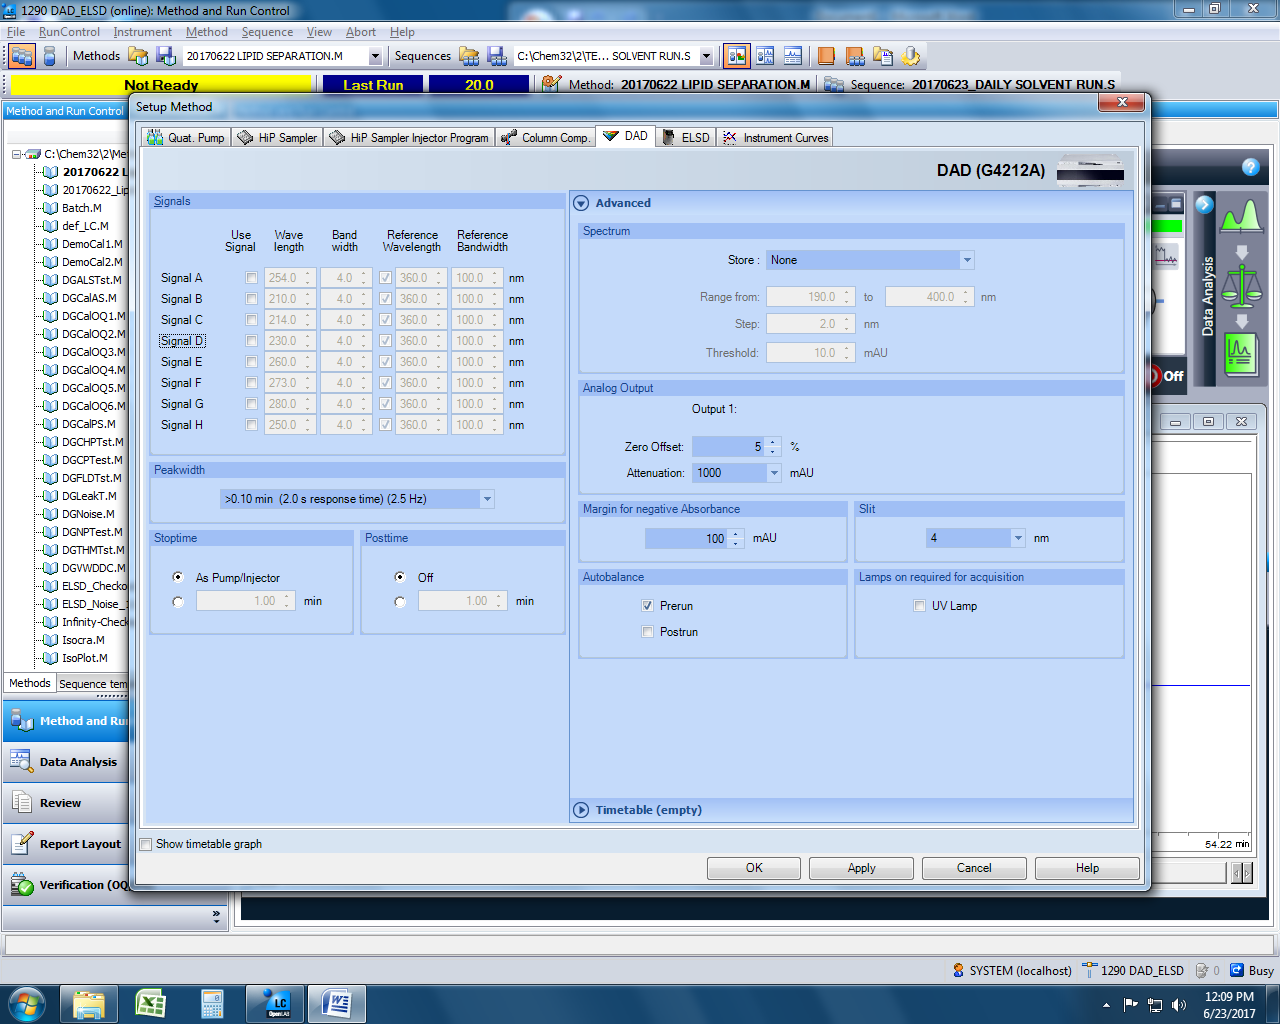 1290 DAD_ELSD (online): Method and Run Control
File RunControl Instrument Method Sequence View Abort Help
Methods 20170622 LIPID SEPARATION.M Sequences C:\Chem32\2\TE... SOLVENT RUN.S
Not Ready Last Run 20.0 Method: 20170622 LIPID SEPARATION.M Sequence: 20170623_DAILY SOLVENT RUN.S
Method and Run Control
Setup Method
Quat. Pump HiP Sampler HiP Sampler Injector Program Column Comp. DAD ELSD Instrument Curves
DAD (G4212A)
C:\Chem32\2\Me
20170622 L
20170622_Lip
Batch.M
def_LC.M
DemoCal1.M
DemoCal2.M
DGALSTst.M
DGCalAS.M
DGCalOQ1.M
DGCalOQ2.M
DGCalOQ3.M
DGCalOQ4.M
DGCalOQ5.M
DGCalOQ6.M
DGCalPS.M
DGCHPTst.M
DGCPTest.M
DGFLDTst.M
DGLeakT.M
DGNoise.M
DGNPTest.M
DGTHMTst.M
DGVWDDC.M
ELSD_Checko
ELSD_Noise_
Infinity-Check
Isocra.M
IsoPlot.M
Methods Sequence tem
Method and Ru
Data Analysis
Review
Report Layout
Verification (OQ
Signals
Use Signal Wave length Band width Reference Wavelength Reference Bandwidth
Signal A 254.0 4.0 360.0 100.0 nm
Signal B 210.0 4.0 360.0 100.0 nm
Signal C 214.0 4.0 360.0 100.0 nm
Signal D 230.0 4.0 360.0 100.0 nm
Signal E 260.0 4.0 360.0 100.0 nm
Signal F 273.0 4.0 360.0 100.0 nm
Signal G 280.0 4.0 360.0 100.0 nm
Signal H 250.0 4.0 360.0 100.0 nm
Peakwidth
>0.10 min (2.0 s response time) (2.5 Hz)
Stoptime
As Pump/Injector
1.00 min
Posttime
Off
1.00 min
Advanced
Spectrum
Store : None
Range from: 190.0 to 400.0 nm
Step: 2.0 nm
Threshold: 10.0 mAU
Analog Output
Output 1:
Zero Offset: 5 %
Attenuation: 1000 mAU
Margin for negative Absorbance
100 mAU
Slit
4 nm
Autobalance
Prerun
Postrun
Lamps on required for acquisition
UV Lamp
Timetable (empty)
Show timetable graph
OK Apply Cancel Help
Data Analysis
Off
54.22 min
SYSTEM (localhost) 1290 DAD_ELSD 0 Busy
LC
OpenLAB
12:09 PM
6/23/2017